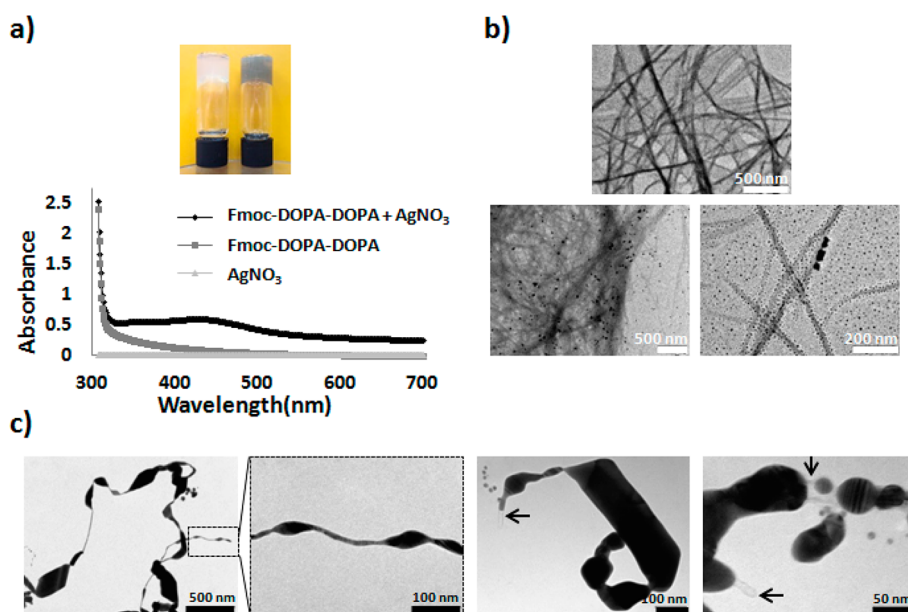 a)
b)
500 nm
2.5
2
1.5
1
0.5
0
Absorbance
Fmoc-DOPA-DOPA + AgNO₃
Fmoc-DOPA-DOPA
AgNO₃
300 400 500 600 700
Wavelength(nm)
500 nm
200 nm
c)
500 nm
100 nm
100 nm
50 nm